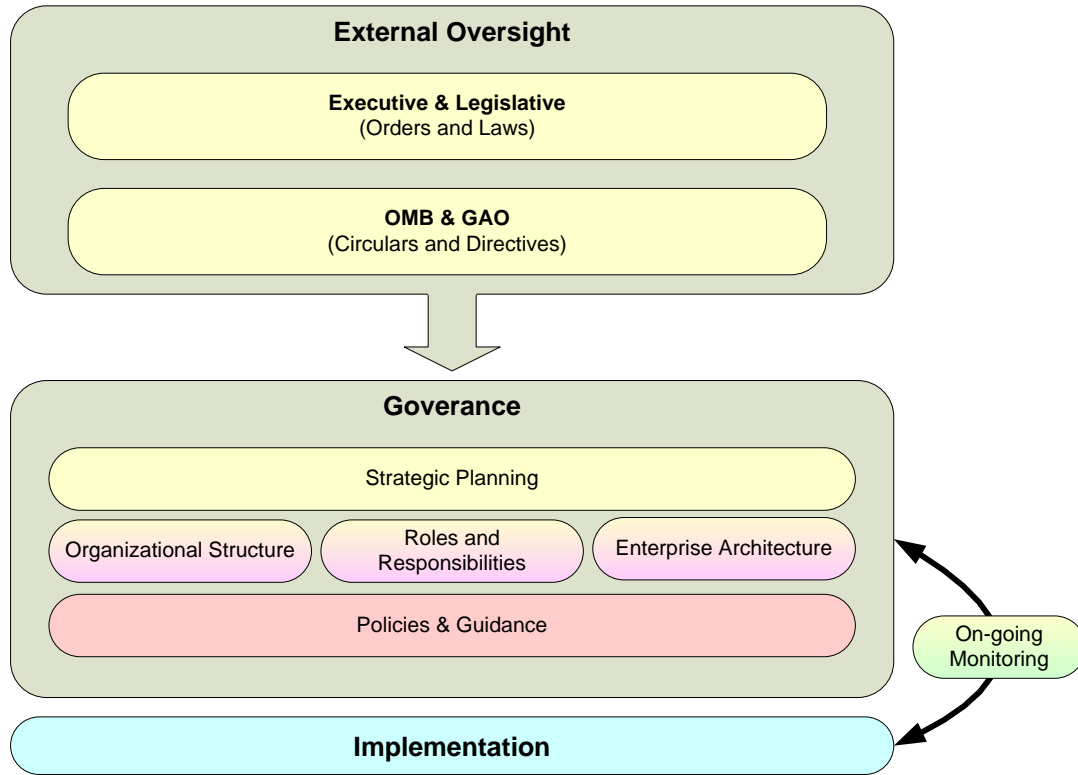 External Oversight
Executive & Legislative
(Orders and Laws)
OMB & GAO
(Circulars and Directives)
Goverance
Strategic Planning
Organizational Structure
Roles and
Responsibilities
Enterprise Architecture
Policies & Guidance
On-going
Monitoring
Implementation